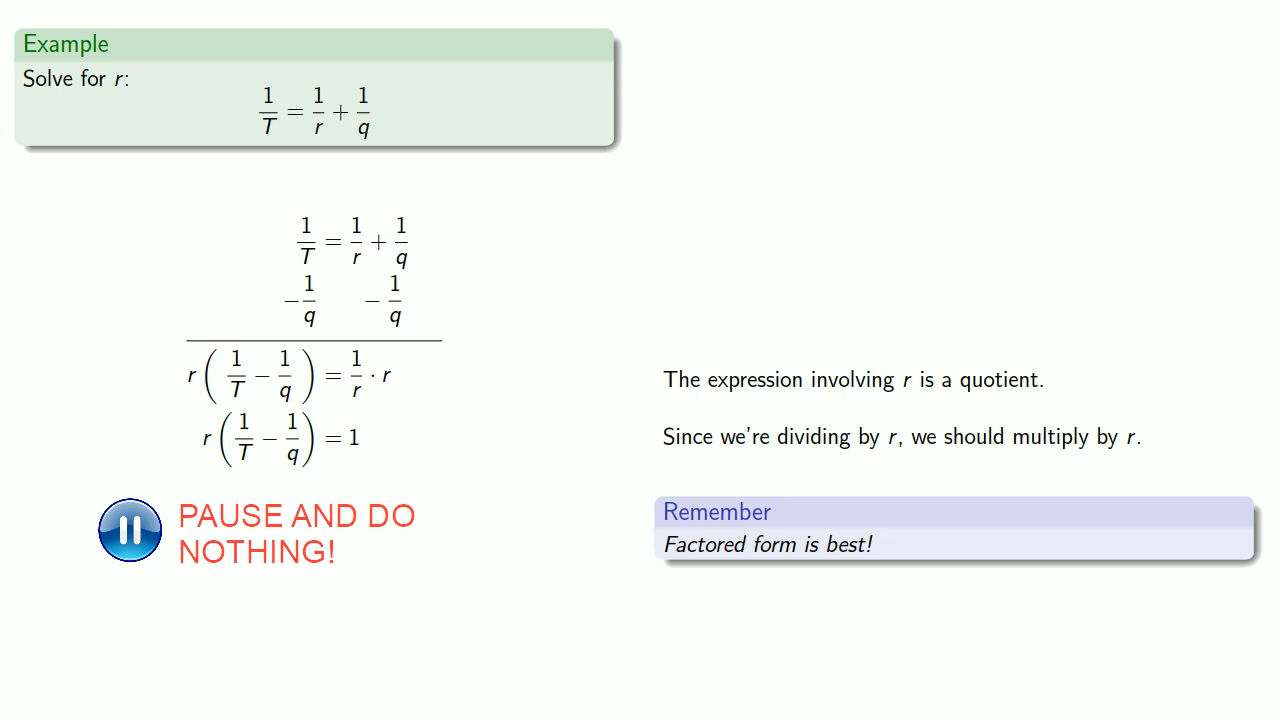 Example
Solve for r:
1/T = 1/r + 1/q
1/T = 1/r + 1/q
−1/q −1/q
r ( 1/T − 1/q ) = 1/r · r
r ( 1/T − 1/q ) = 1
The expression involving r is a quotient.
Since we're dividing by r, we should multiply by r.
PAUSE AND DO
NOTHING!
Remember
Factored form is best!